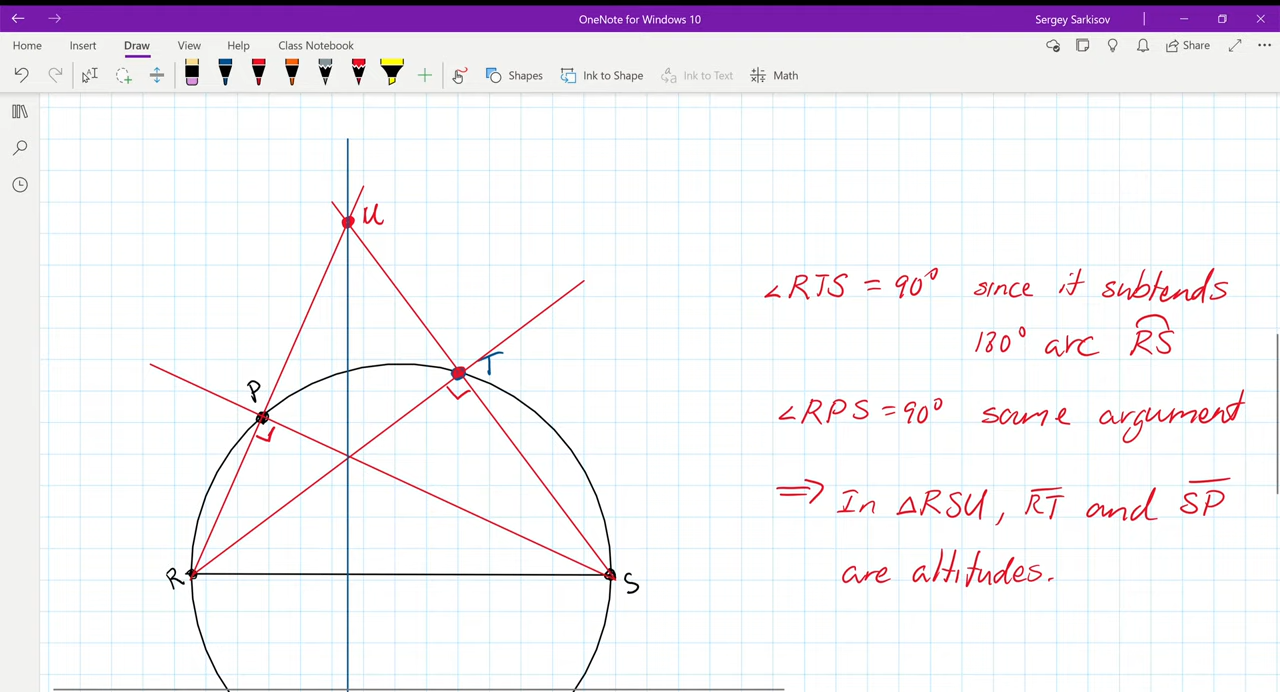 OneNote for Windows 10
Sergey Sarkisov
Home Insert Draw View Help Class Notebook
Share
Shapes Ink to Shape Ink to Text Math
U
∠RTS = 90° since it subtends
180° arc RS
T
P
∠RPS = 90° same argument
⇒ In △RSU, RT and SP
are altitudes.
R
S